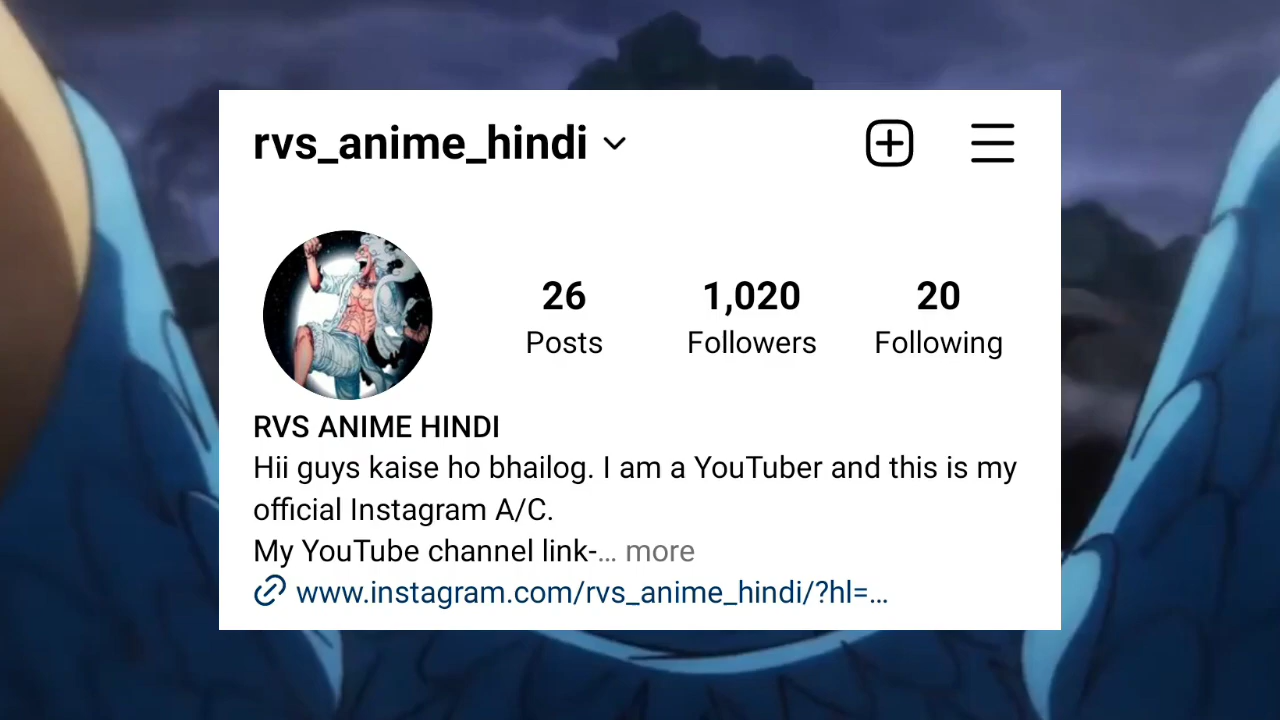 rvs_anime_hindi
26 1,020 20
Posts Followers Following
RVS ANIME HINDI
Hii guys kaise ho bhailog. I am a YouTuber and this is my
official Instagram A/C.
My YouTube channel link-... more
www.instagram.com/rvs_anime_hindi/?hl=...